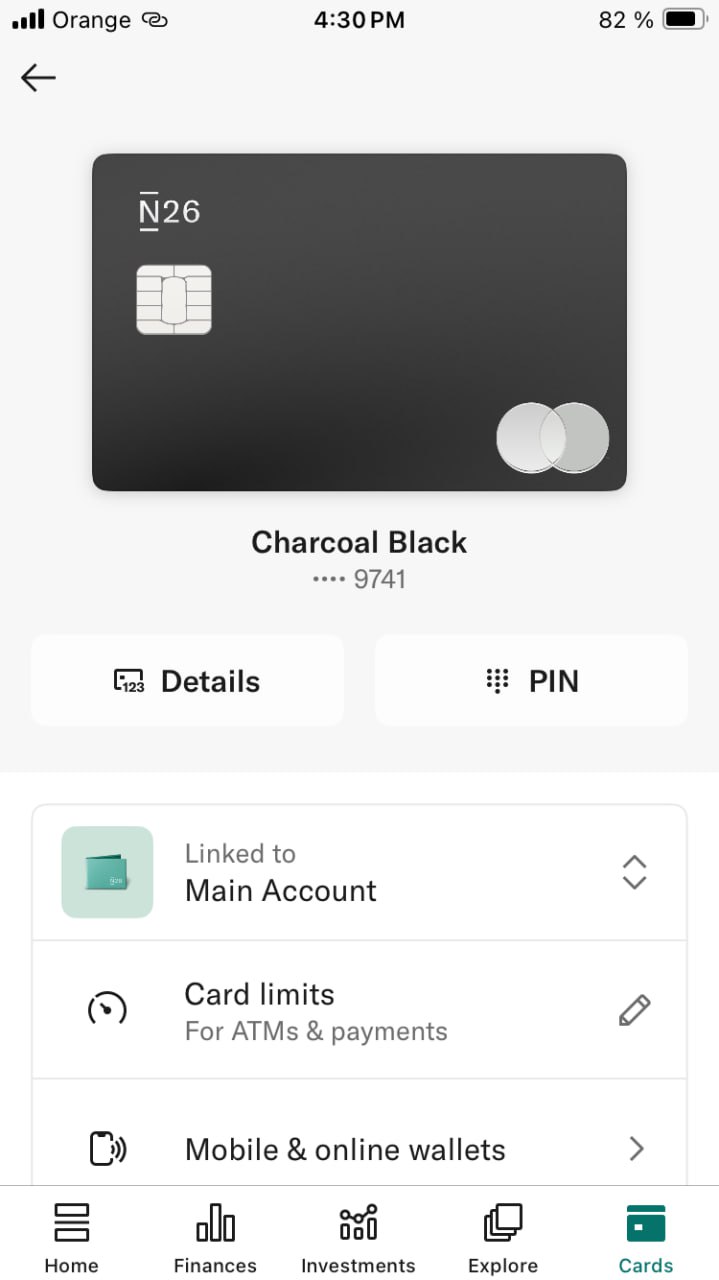 Orange
4:30 PM
82 %
N26
Charcoal Black
•••• 9741
123 Details
PIN
Linked to
Main Account
N26
Card limits
For ATMs & payments
Mobile & online wallets
Home
Finances
Investments
Explore
Cards